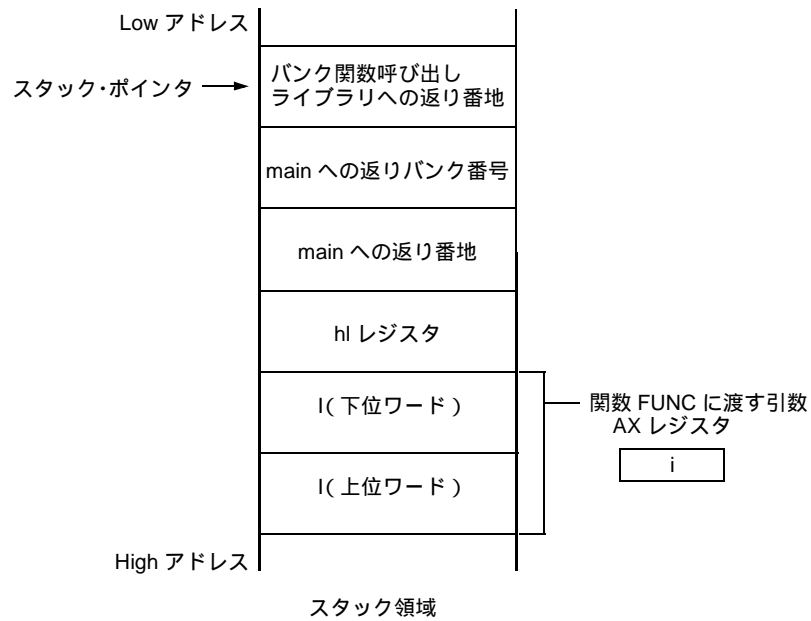 Low アドレス
スタック・ポインタ
バンク関数呼び出し
ライブラリへの返り番地
main への返りバンク番号
main への返り番地
hl レジスタ
l（下位ワード）
l（上位ワード）
関数 FUNC に渡す引数
AX レジスタ
i
High アドレス
スタック領域